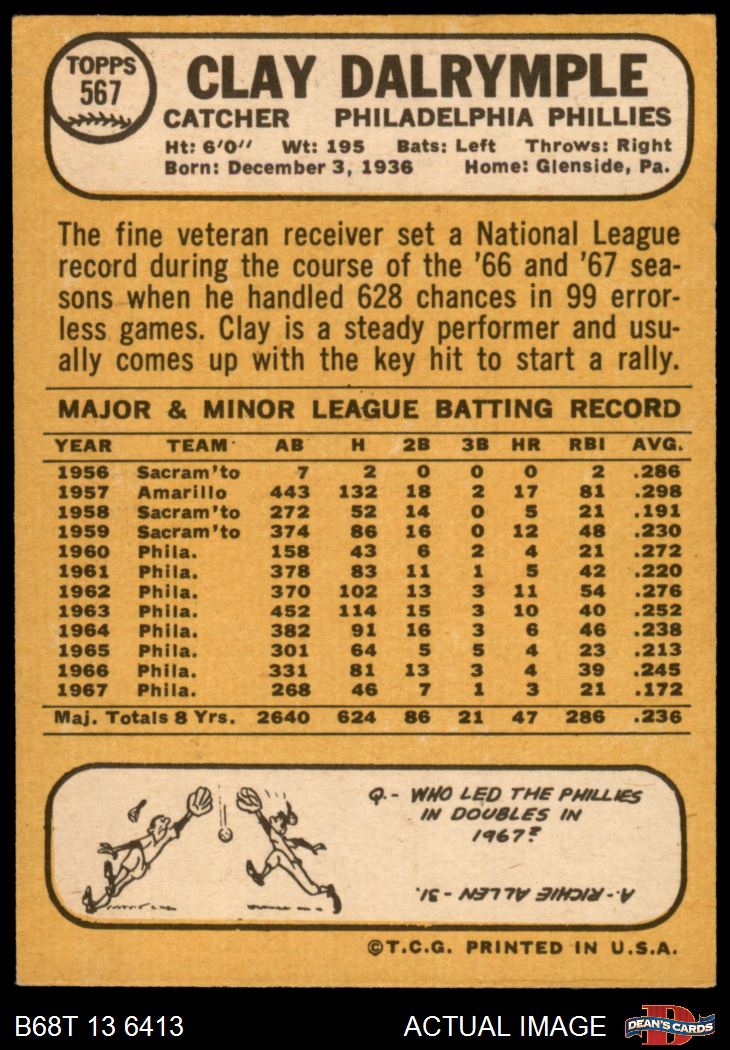 TOPPS
567
CLAY DALRYMPLE
CATCHER PHILADELPHIA PHILLIES
Ht: 6'0" Wt: 195 Bats: Left Throws: Right
Born: December 3, 1936 Home: Glenside, Pa.
The fine veteran receiver set a National League
record during the course of the '66 and '67 sea-
sons when he handled 628 chances in 99 error-
less games. Clay is a steady performer and usu-
ally comes up with the key hit to start a rally.
MAJOR & MINOR LEAGUE BATTING RECORD
YEAR TEAM AB H 2B 3B HR RBI AVG.
1956 Sacram'to 7 2 0 0 0 2 .286
1957 Amarillo 443 132 18 2 17 81 .298
1958 Sacram'to 272 52 14 0 5 21 .191
1959 Sacram'to 374 86 16 0 12 48 .230
1960 Phila. 158 43 6 2 4 21 .272
1961 Phila. 378 83 11 1 5 42 .220
1962 Phila. 370 102 13 3 11 54 .276
1963 Phila. 452 114 15 3 10 40 .252
1964 Phila. 382 91 16 3 6 46 .238
1965 Phila. 301 64 5 5 4 23 .213
1966 Phila. 331 81 13 3 4 39 .245
1967 Phila. 268 46 7 1 3 21 .172
Maj. Totals 8 Yrs. 2640 624 86 21 47 286 .236
Q.- WHO LED THE PHILLIES
IN DOUBLES IN
1967?
A.- RICHIE ALLEN - 31.
©T.C.G. PRINTED IN U.S.A.
B68T 13 6413 ACTUAL IMAGE D DEAN'S CARDS